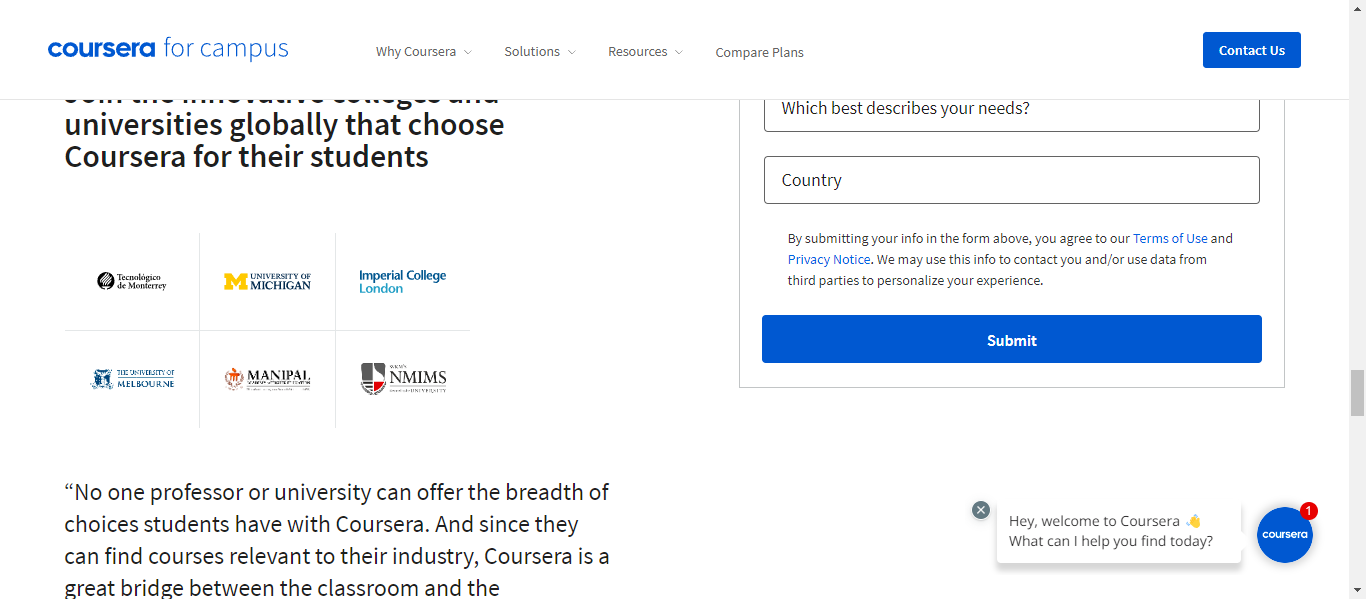 coursera for campus
Why Coursera
Solutions
Resources
Compare Plans
Contact Us
Join the innovative colleges and
universities globally that choose
Coursera for their students
Tecnológico
de Monterrey
M UNIVERSITY OF
MICHIGAN
Imperial College
London
THE UNIVERSITY OF
MELBOURNE
MANIPAL
NMIMS
“No one professor or university can offer the breadth of
choices students have with Coursera. And since they
can find courses relevant to their industry, Coursera is a
great bridge between the classroom and the
Which best describes your needs?
Country
By submitting your info in the form above, you agree to our Terms of Use and
Privacy Notice. We may use this info to contact you and/or use data from
third parties to personalize your experience.
Submit
Hey, welcome to Coursera 👋
What can I help you find today?
coursera
1